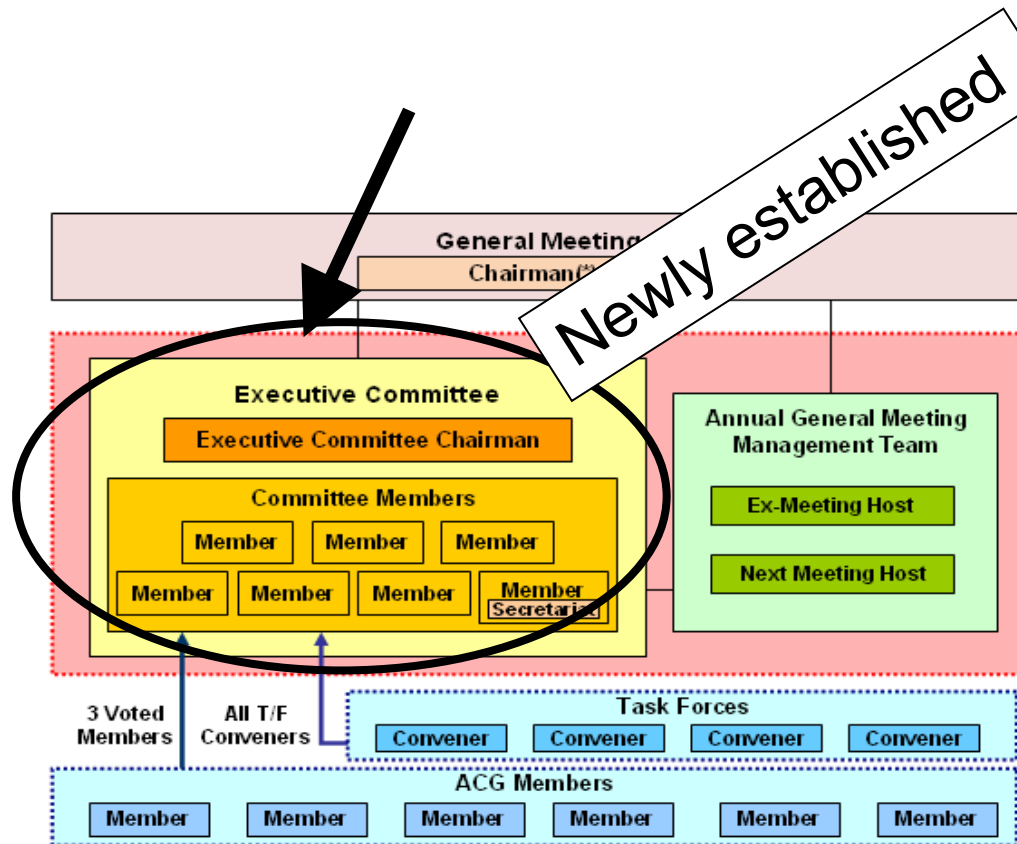 Newly established
General Meeting
Chairman(*)
Executive Committee
Executive Committee Chairman
Committee Members
Member Member Member
Member Member Member Member
Secretariat
Annual General Meeting
Management Team
Ex-Meeting Host
Next Meeting Host
3 Voted
Members
All T/F
Conveners
Task Forces
Convener Convener Convener Convener
ACG Members
Member Member Member Member Member Member